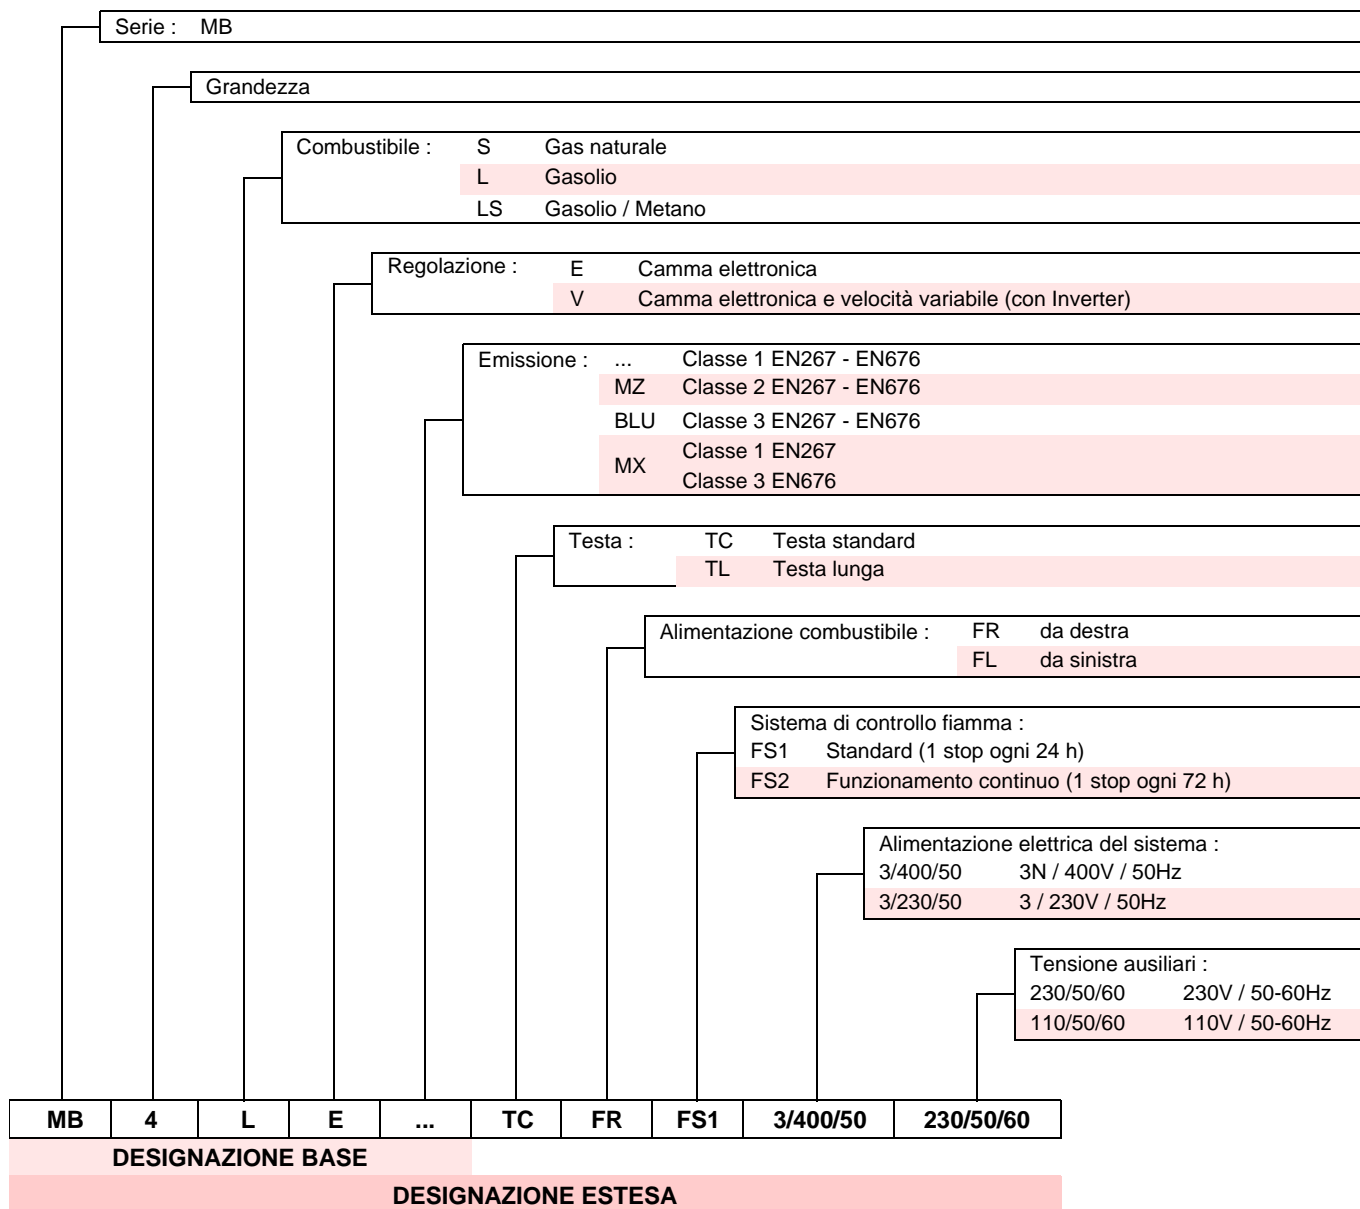 Serie : MB
Grandezza
Combustibile : S Gas naturale
L Gasolio
LS Gasolio / Metano
Regolazione : E Camma elettronica
V Camma elettronica e velocità variabile (con Inverter)
Emissione : ... Classe 1 EN267 - EN676
MZ Classe 2 EN267 - EN676
BLU Classe 3 EN267 - EN676
MX Classe 1 EN267
Classe 3 EN676
Testa : TC Testa standard
TL Testa lunga
Alimentazione combustibile : FR da destra
FL da sinistra
Sistema di controllo fiamma :
FS1 Standard (1 stop ogni 24 h)
FS2 Funzionamento continuo (1 stop ogni 72 h)
Alimentazione elettrica del sistema :
3/400/50 3N / 400V / 50Hz
3/230/50 3 / 230V / 50Hz
Tensione ausiliari :
230/50/60 230V / 50-60Hz
110/50/60 110V / 50-60Hz
MB 4 L E ... TC FR FS1 3/400/50 230/50/60
DESIGNAZIONE BASE
DESIGNAZIONE ESTESA